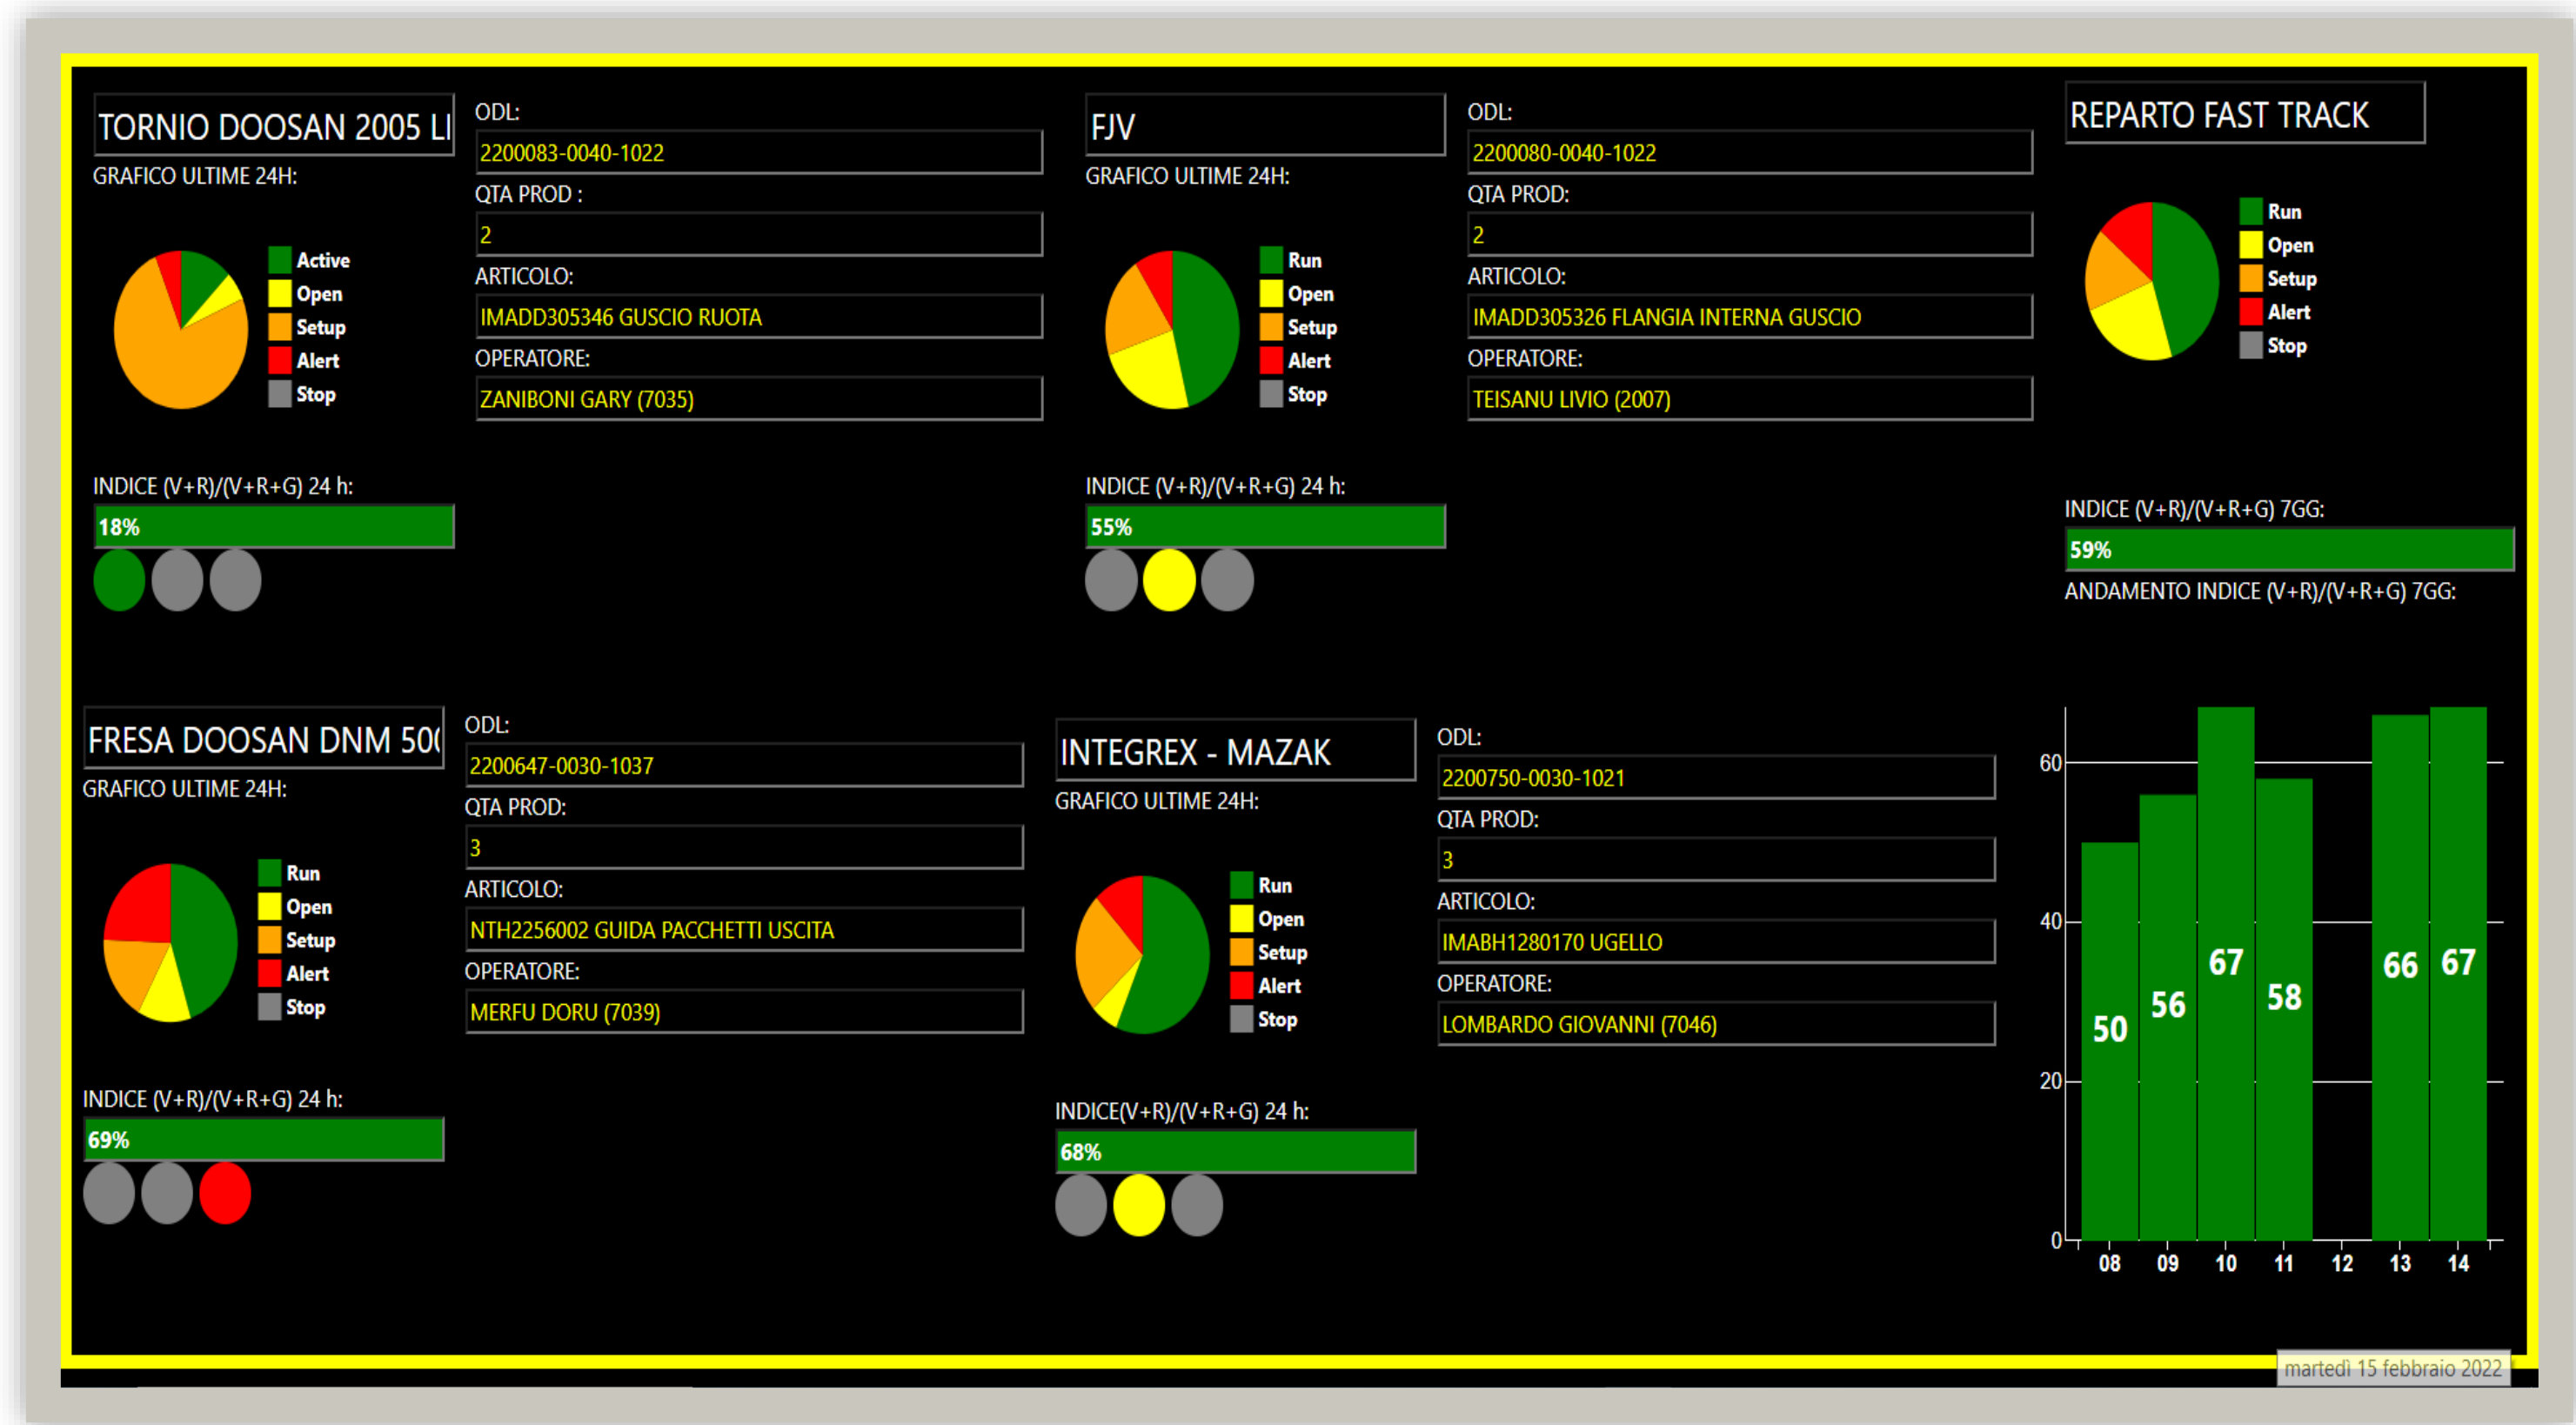 TORNIO DOOSAN 2005 LI
GRAFICO ULTIME 24H:
Active
Open
Setup
Alert
Stop
INDICE (V+R)/(V+R+G) 24 h:
18%
ODL:
2200083-0040-1022
QTA PROD :
2
ARTICOLO:
IMADD305346 GUSCIO RUOTA
OPERATORE:
ZANIBONI GARY (7035)
FJV
GRAFICO ULTIME 24H:
Run
Open
Setup
Alert
Stop
INDICE (V+R)/(V+R+G) 24 h:
55%
ODL:
2200080-0040-1022
QTA PROD:
2
ARTICOLO:
IMADD305326 FLANGIA INTERNA GUSCIO
OPERATORE:
TEISANU LIVIO (2007)
REPARTO FAST TRACK
Run
Open
Setup
Alert
Stop
INDICE (V+R)/(V+R+G) 7GG:
59%
ANDAMENTO INDICE (V+R)/(V+R+G) 7GG:
FRESA DOOSAN DNM 500
GRAFICO ULTIME 24H:
Run
Open
Setup
Alert
Stop
INDICE (V+R)/(V+R+G) 24 h:
69%
ODL:
2200647-0030-1037
QTA PROD:
3
ARTICOLO:
NTH2256002 GUIDA PACCHETTI USCITA
OPERATORE:
MERFU DORU (7039)
INTEGREX - MAZAK
GRAFICO ULTIME 24H:
Run
Open
Setup
Alert
Stop
INDICE(V+R)/(V+R+G) 24 h:
68%
ODL:
2200750-0030-1021
QTA PROD:
3
ARTICOLO:
IMABH1280170 UGELLO
OPERATORE:
LOMBARDO GIOVANNI (7046)
60
40
20
0
50 56 67 58 66 67
08 09 10 11 12 13 14
martedì 15 febbraio 2022